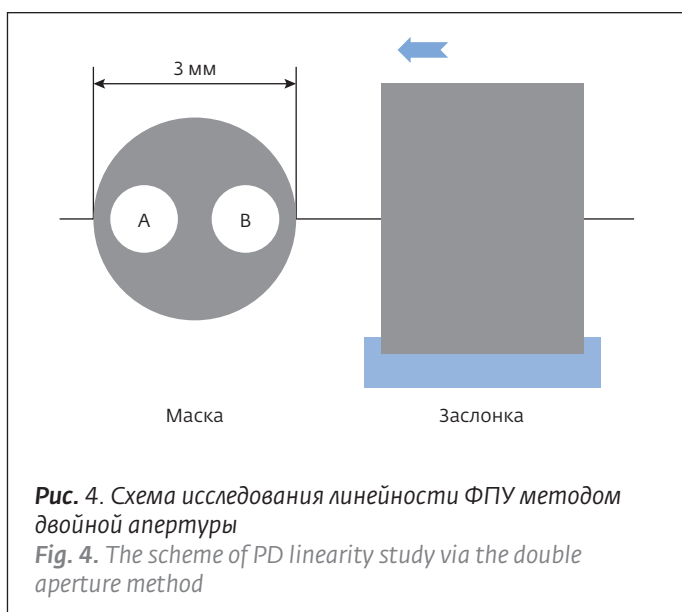 3 мм
A
B
Маска
Заслонка
Рис. 4. Схема исследования линейности ФПУ методом
двойной апертуры
Fig. 4. The scheme of PD linearity study via the double
aperture method